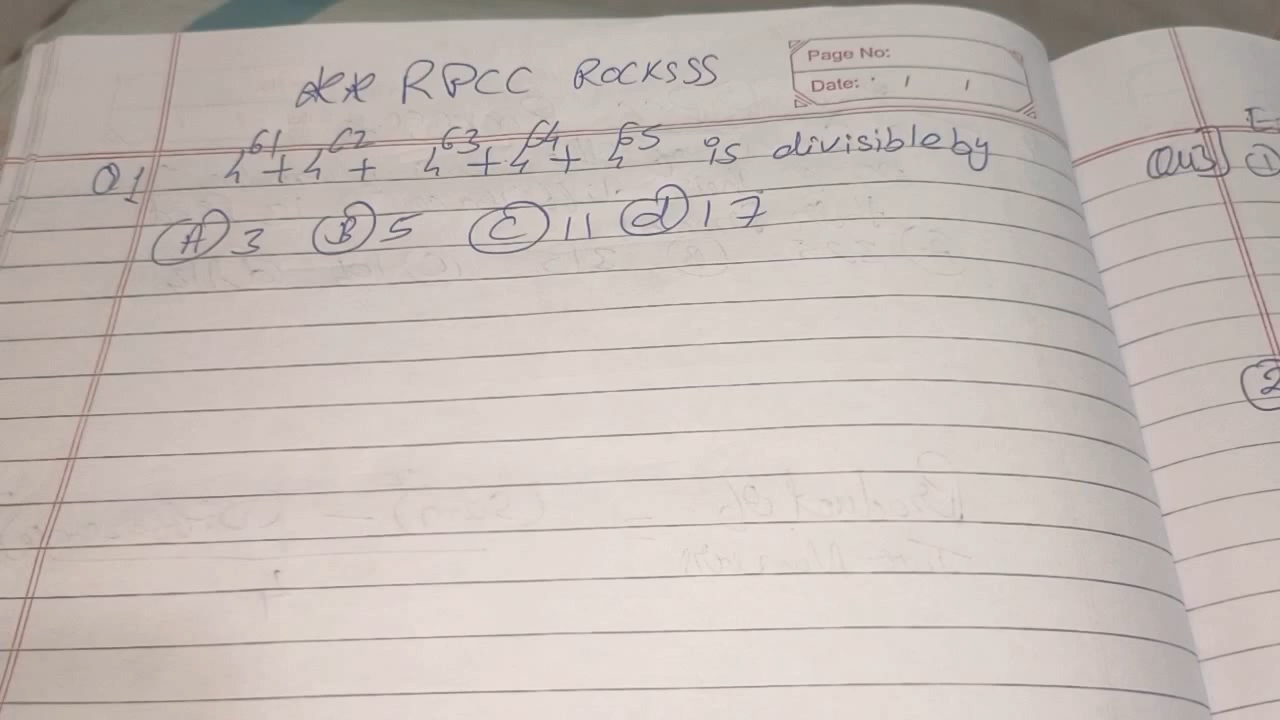 RPCC ROCKSSS
Page No:
Date: / /
Q1 4^61 + 4^62 + 4^63 + 4^64 + 4^65 is divisible by
(A) 3 (B) 5 (C) 11 (d) 17
(2